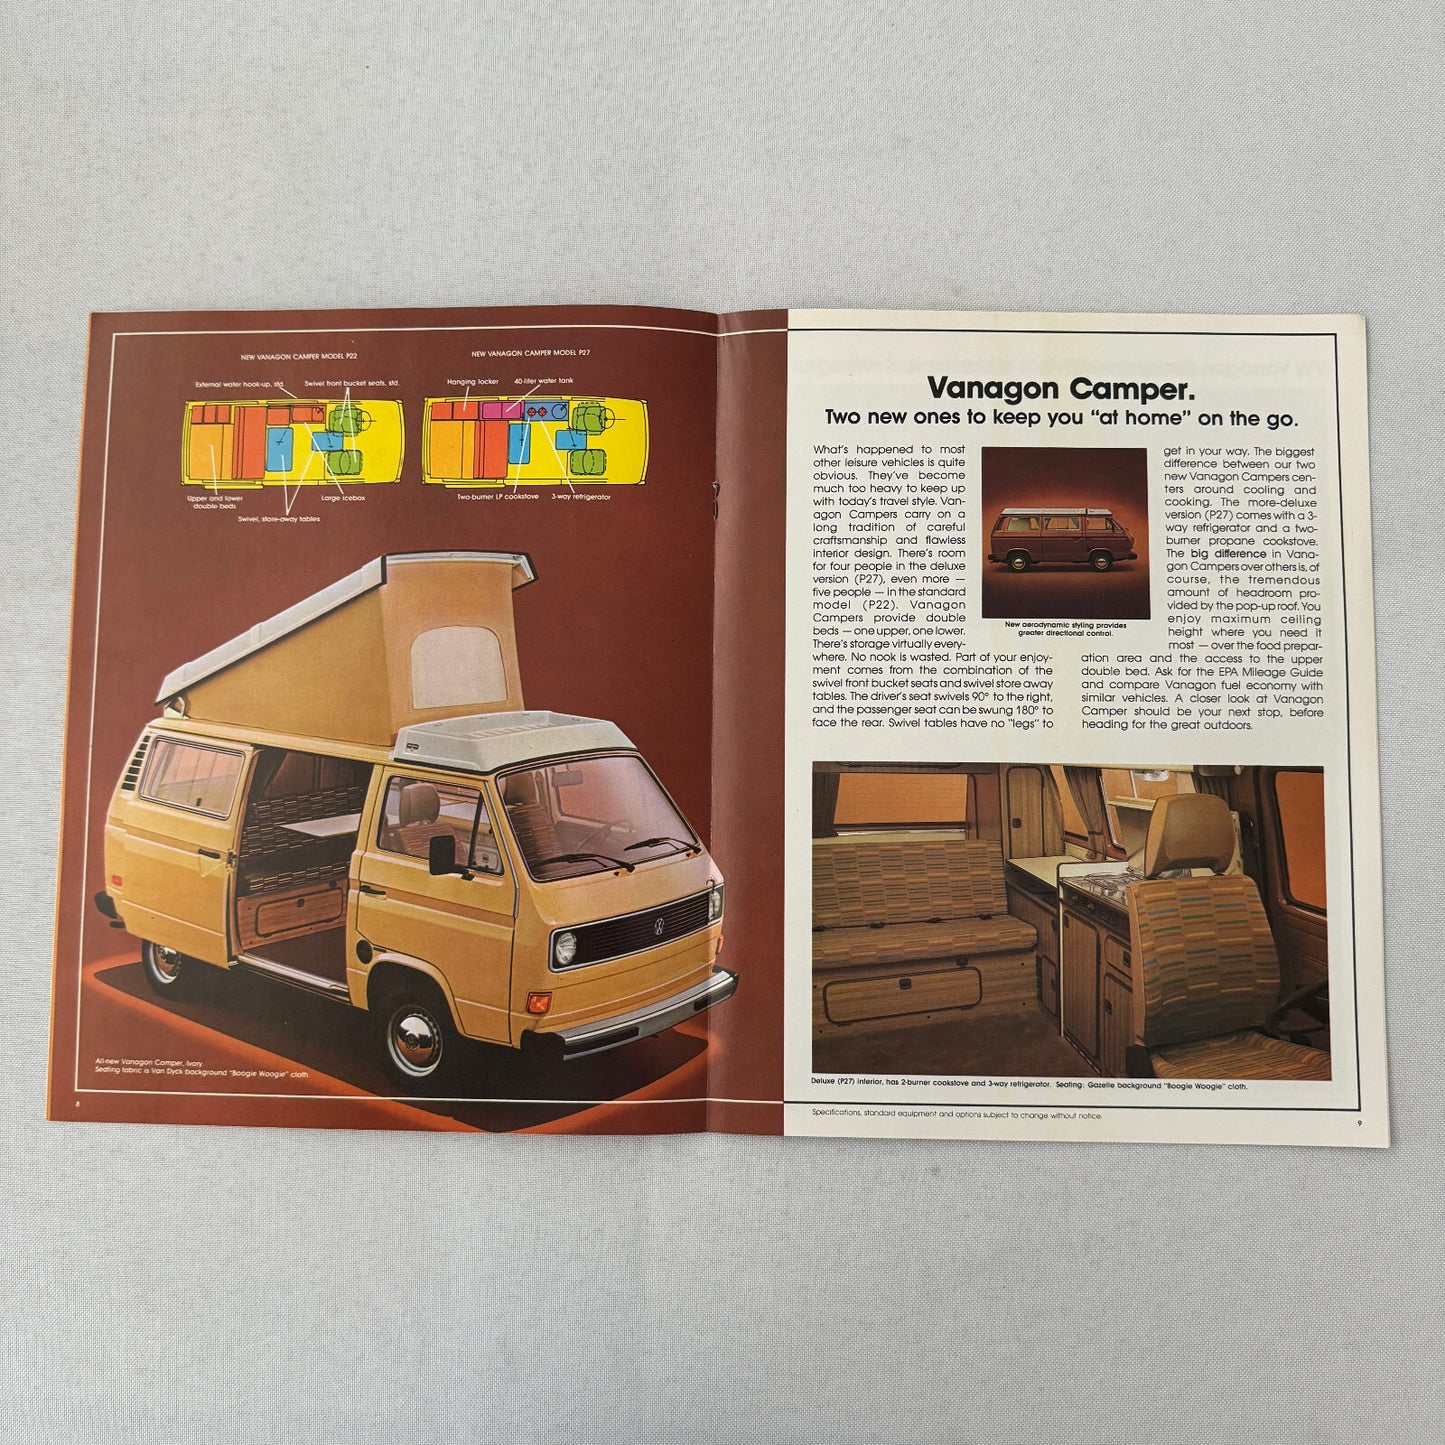 NEW VANAGON CAMPER MODEL P22
External water hook-up, std.
Swivel front bucket seats, std.
Upper and lower
double beds
Large icebox
Swivel, store-away tables
NEW VANAGON CAMPER MODEL P27
Hanging locker
40-liter water tank
Two-burner LP cookstove
3-way refrigerator
All-new Vanagon Camper, Ivory.
Seating fabric is Van Dyck background "Boogie Woogie" cloth.
8
Vanagon Camper.
Two new ones to keep you "at home" on the go.
What's happened to most
other leisure vehicles is quite
obvious. They've become
much too heavy to keep up
with today's travel style. Van-
agon Campers carry on a
long tradition of careful
craftsmanship and flawless
interior design. There's room
for four people in the deluxe
version (P27), even more —
five people — in the standard
model (P22). Vanagon
Campers provide double
beds — one upper, one lower.
There's storage virtually every-
where. No nook is wasted. Part of your enjoy-
ment comes from the combination of the
swivel front bucket seats and swivel store away
tables. The driver's seat swivels 90° to the right,
and the passenger seat can be swung 180° to
face the rear. Swivel tables have no "legs" to
New aerodynamic styling provides
greater directional control.
get in your way. The biggest
difference between our two
new Vanagon Campers cen-
ters around cooling and
cooking. The more-deluxe
version (P27) comes with a 3-
way refrigerator and a two-
burner propane cookstove.
The big difference in Vana-
gon Campers over others is, of
course, the tremendous
amount of headroom pro-
vided by the pop-up roof. You
enjoy maximum ceiling
height where you need it
most — over the food prepar-
ation area and the access to the upper
double bed. Ask for the EPA Mileage Guide
and compare Vanagon fuel economy with
similar vehicles. A closer look at Vanagon
Camper should be your next stop, before
heading for the great outdoors.
Deluxe (P27) interior, has 2-burner cookstove and 3-way refrigerator. Seating: Gazelle background "Boogie Woogie" cloth.
Specifications, standard equipment and options subject to change without notice.
9